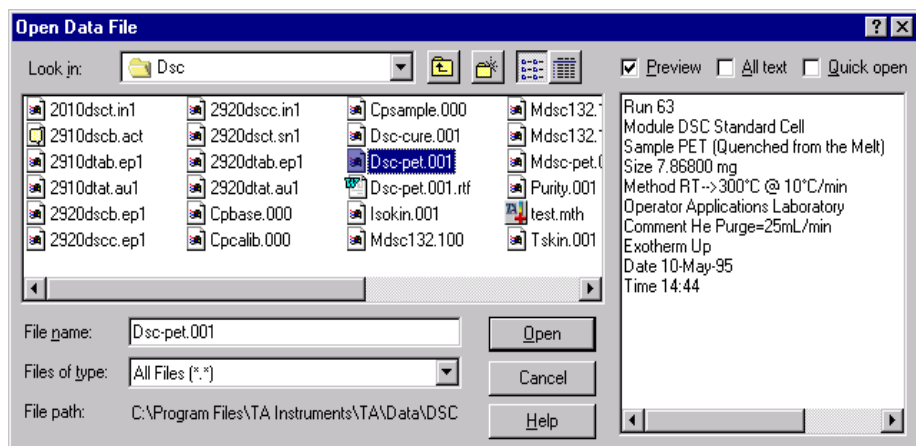 Open Data File
Look in: Dsc Preview All text Quick open
2010dsct.in1
2910dscb.act
2910dtab.ep1
2910dtat.au1
2920dscb.ep1
2920dscc.ep1
2920dscc.in1
2920dsct.sn1
2920dtab.ep1
2920dtat.au1
Cpbase.000
Cpcalib.000
Cpsample.000
Dsc-cure.001
Dsc-pet.001
Dsc-pet.001.rtf
Isokin.001
Mdsc132.100
Mdsc132.
Mdsc132.
Mdsc-pet.
Purity.001
test.mth
Tskin.001
Run 63
Module DSC Standard Cell
Sample PET (Quenched from the Melt)
Size 7.86800 mg
Method RT-->300°C @ 10°C/min
Operator Applications Laboratory
Comment He Purge=25mL/min
Exotherm Up
Date 10-May-95
Time 14:44
File name: Dsc-pet.001 Open
Files of type: All Files (*.*) Cancel
File path: C:\Program Files\TA Instruments\TA\Data\DSC Help